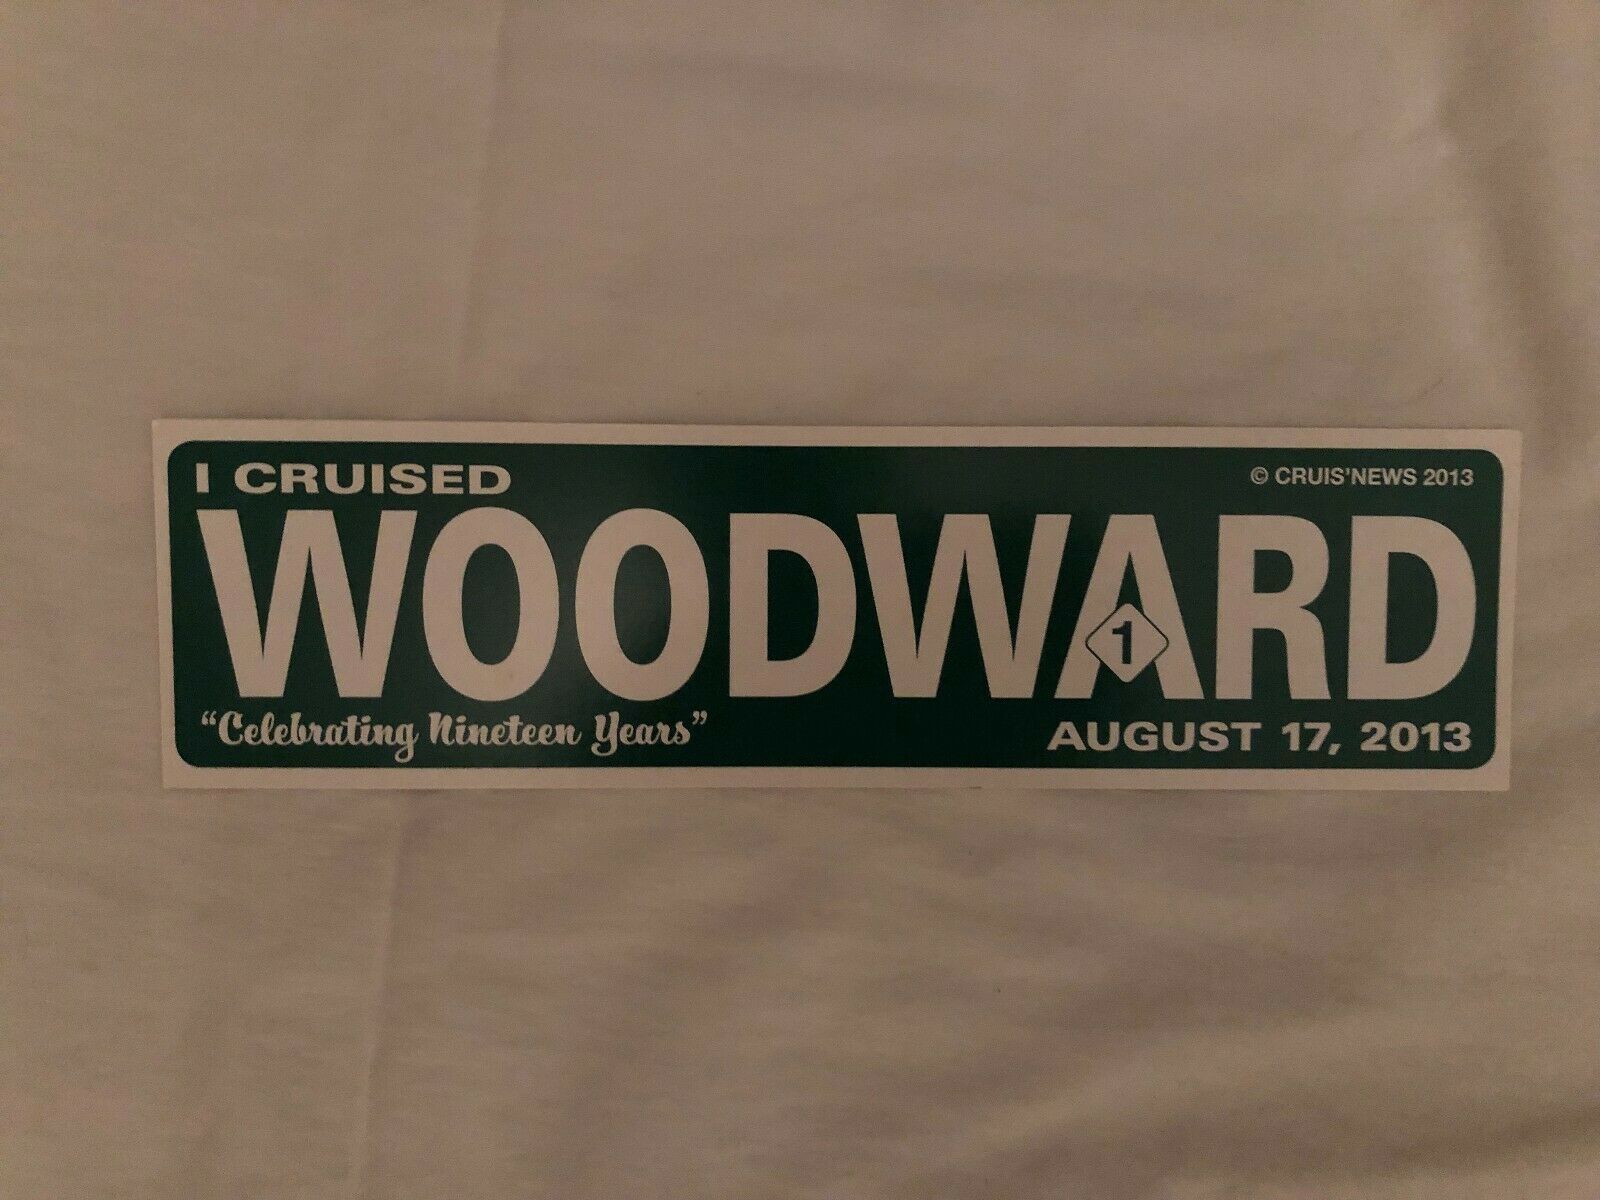 I CRUISED
© CRUIS'NEWS 2013
WOODWARD
1
“Celebrating Nineteen Years”
AUGUST 17, 2013